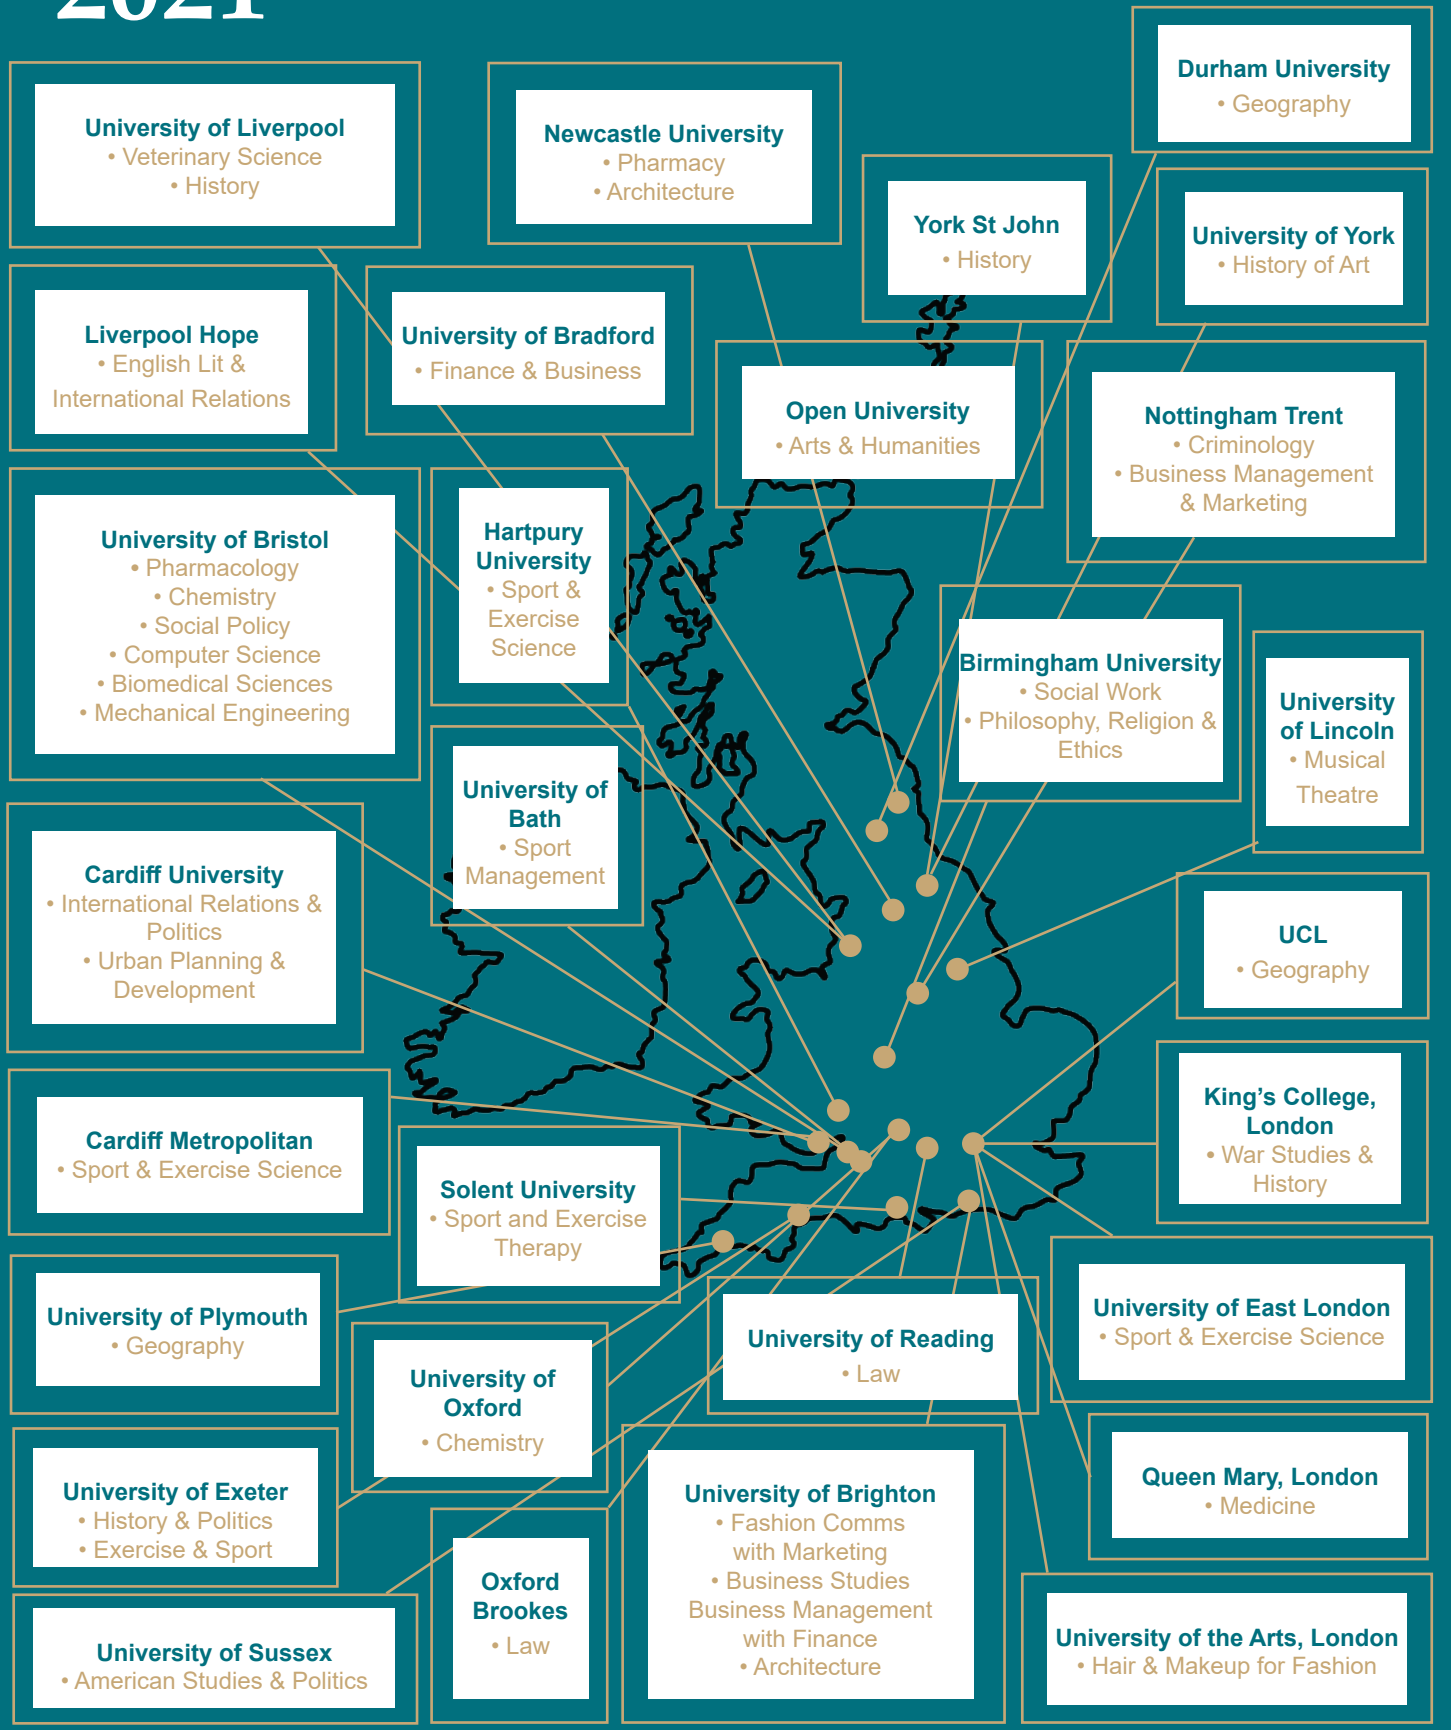 2021
Durham University
• Geography
University of Liverpool
• Veterinary Science
• History
Newcastle University
• Pharmacy
• Architecture
York St John
• History
University of York
• History of Art
Liverpool Hope
• English Lit &
International Relations
University of Bradford
• Finance & Business
Open University
• Arts & Humanities
Nottingham Trent
• Criminology
• Business Management
& Marketing
University of Bristol
• Pharmacology
• Chemistry
• Social Policy
• Computer Science
• Biomedical Sciences
• Mechanical Engineering
Hartpury
University
• Sport &
Exercise
Science
Birmingham University
• Social Work
• Philosophy, Religion &
Ethics
University
of Lincoln
• Musical
Theatre
University of
Bath
• Sport
Management
Cardiff University
• International Relations &
Politics
• Urban Planning &
Development
UCL
• Geography
King’s College,
London
• War Studies &
History
Cardiff Metropolitan
• Sport & Exercise Science
Solent University
• Sport and Exercise
Therapy
University of Plymouth
• Geography
University of
Oxford
• Chemistry
University of Reading
• Law
University of East London
• Sport & Exercise Science
University of Exeter
• History & Politics
• Exercise & Sport
Queen Mary, London
• Medicine
University of Brighton
• Fashion Comms
with Marketing
• Business Studies
Business Management
with Finance
• Architecture
Oxford
Brookes
• Law
University of Sussex
• American Studies & Politics
University of the Arts, London
• Hair & Makeup for Fashion